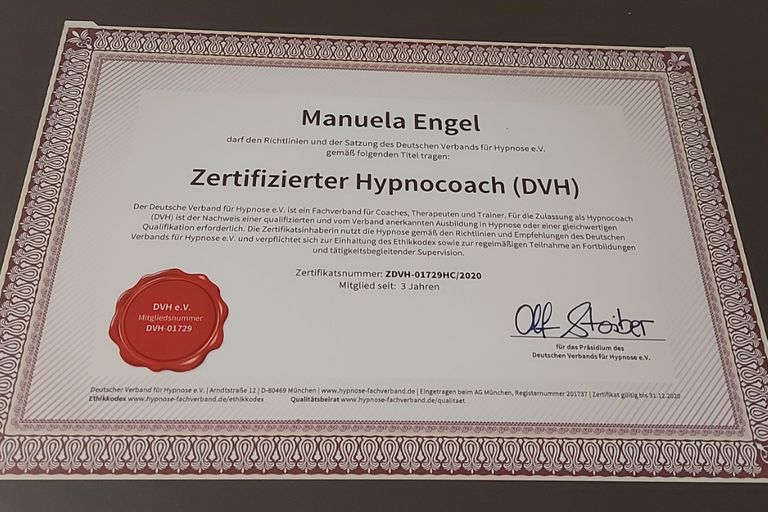 Manuela Engel
darf den Richtlinien und der Satzung des Deutschen Verbands für Hypnose e.V.
gemäß folgenden Titel tragen:
Zertifizierter Hypnocoach (DVH)
Der Deutsche Verband für Hypnose e.V. ist ein Fachverband für Coaches, Therapeuten und Trainer. Für die Zulassung als Hypnocoach
(DVH) ist der Nachweis einer qualifizierten und vom Verband anerkannten Ausbildung in Hypnose oder einer gleichwertigen
Qualifikation erforderlich. Die Zertifikatsinhaberin nutzt die Hypnose gemäß den Richtlinien und Empfehlungen des Deutschen
Verbands für Hypnose e.V. und verpflichtet sich zur Einhaltung des Ethikkodex sowie zur regelmäßigen Teilnahme an Fortbildungen
und tätigkeitsbegleitender Supervision.
Zertifikatsnummer: ZDVH-01729HC/2020
Mitglied seit: 3 Jahren
DVH e.V.
Mitgliedsnummer
DVH-01729
Olf Stoiber
für das Präsidium des
Deutschen Verbands für Hypnose e.V.
Deutscher Verband für Hypnose e.V. | Arndtstraße 12 | D-80469 München | www.hypnose-fachverband.de | Eingetragen beim AG München, Registernummer 201737 | Zertifikat gültig bis 31.12.2020
Ethikkodex www.hypnose-fachverband.de/ethikkodex Qualitätsbeirat www.hypnose-fachverband.de/qualitaet